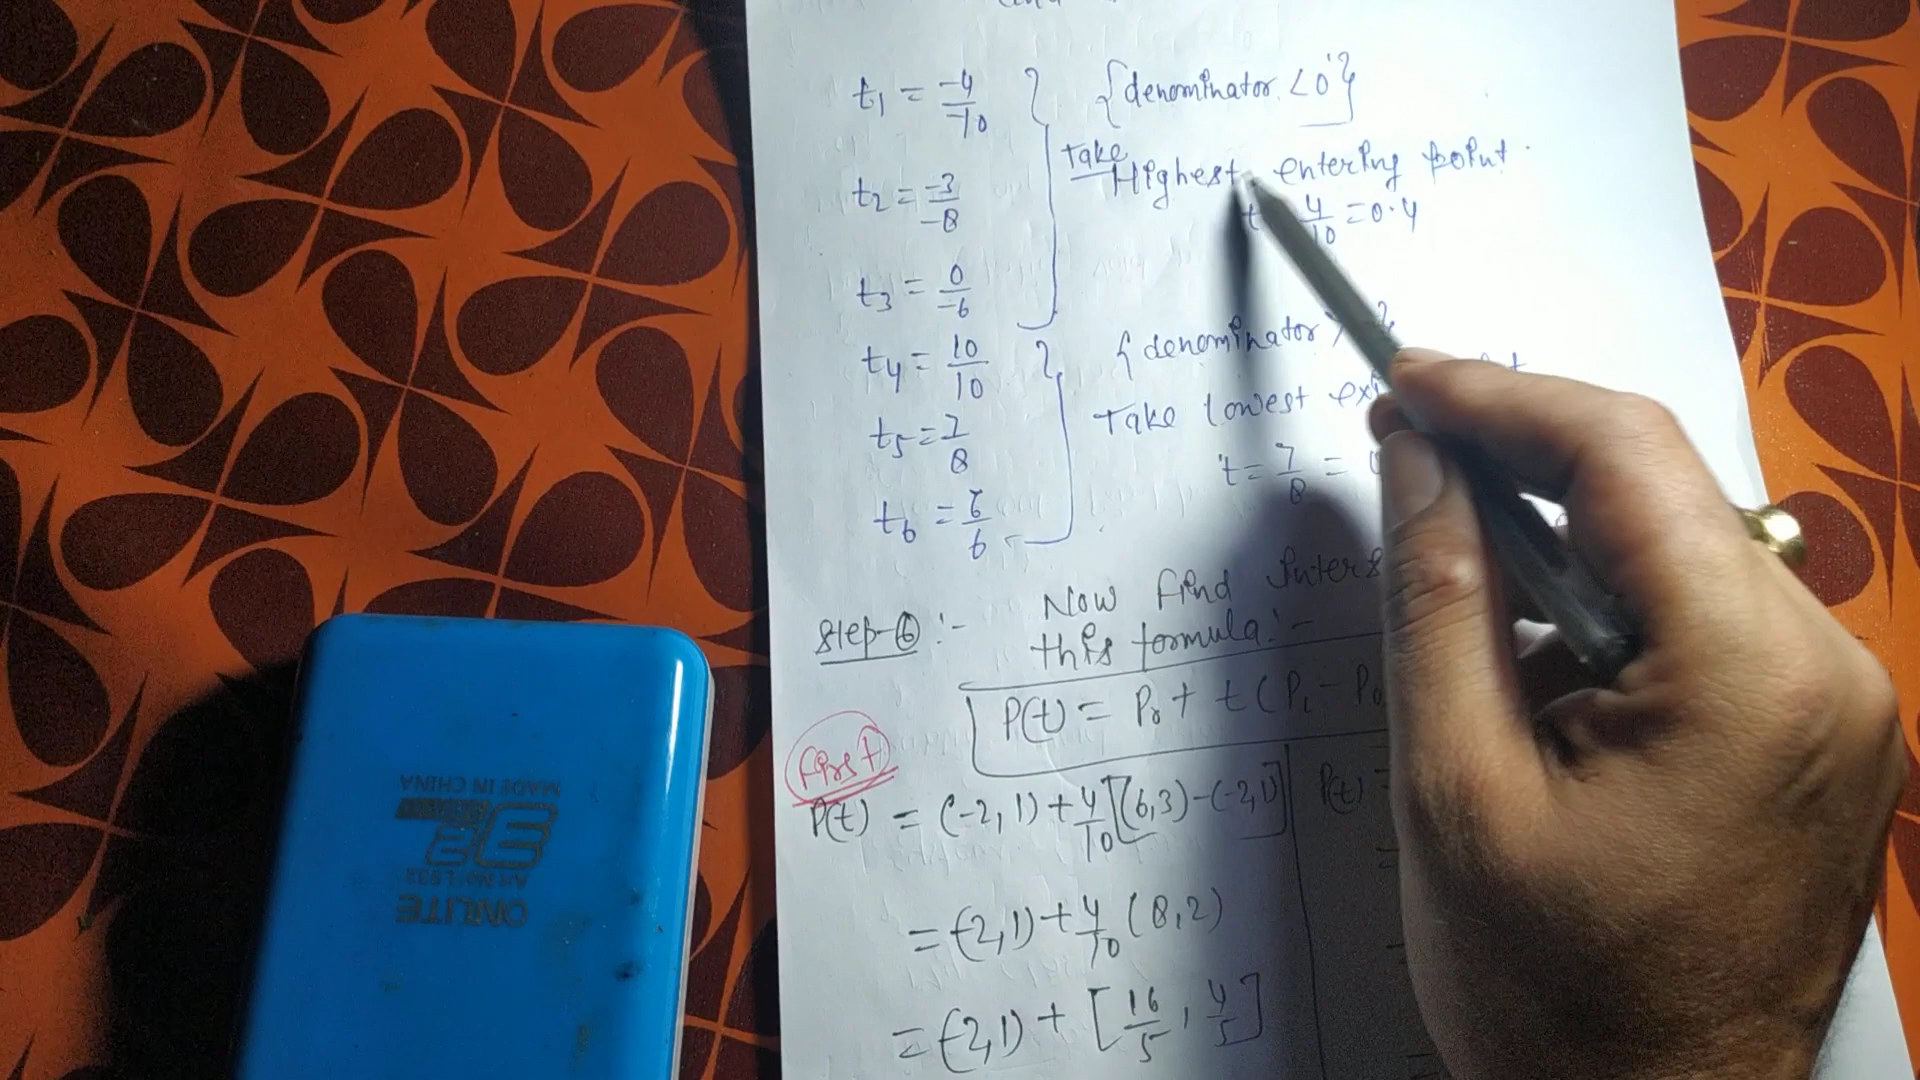 t1 = -4/-10 } {denominator < 0}
Take Highest entering point.
4/10 = 0.4
t2 = -3/-8
t3 = 0/-6
t4 = 10/10 } {denominator >
Take lowest
t5 = 7/8
t = 7/8 =
t6 = 6/6
Step-6 :- Now find
this formula:-
P(t) = P0 + t(P1 - P0
First
P(t) = (-2,1) + 4/10 [(6,3)-(-2,1)]
P(t) =
= (-2,1) + 4/10 (8,2)
= (-2,1) + [16/5, 4/5]
MADE IN CHINA
Art No. L933
ONLITE